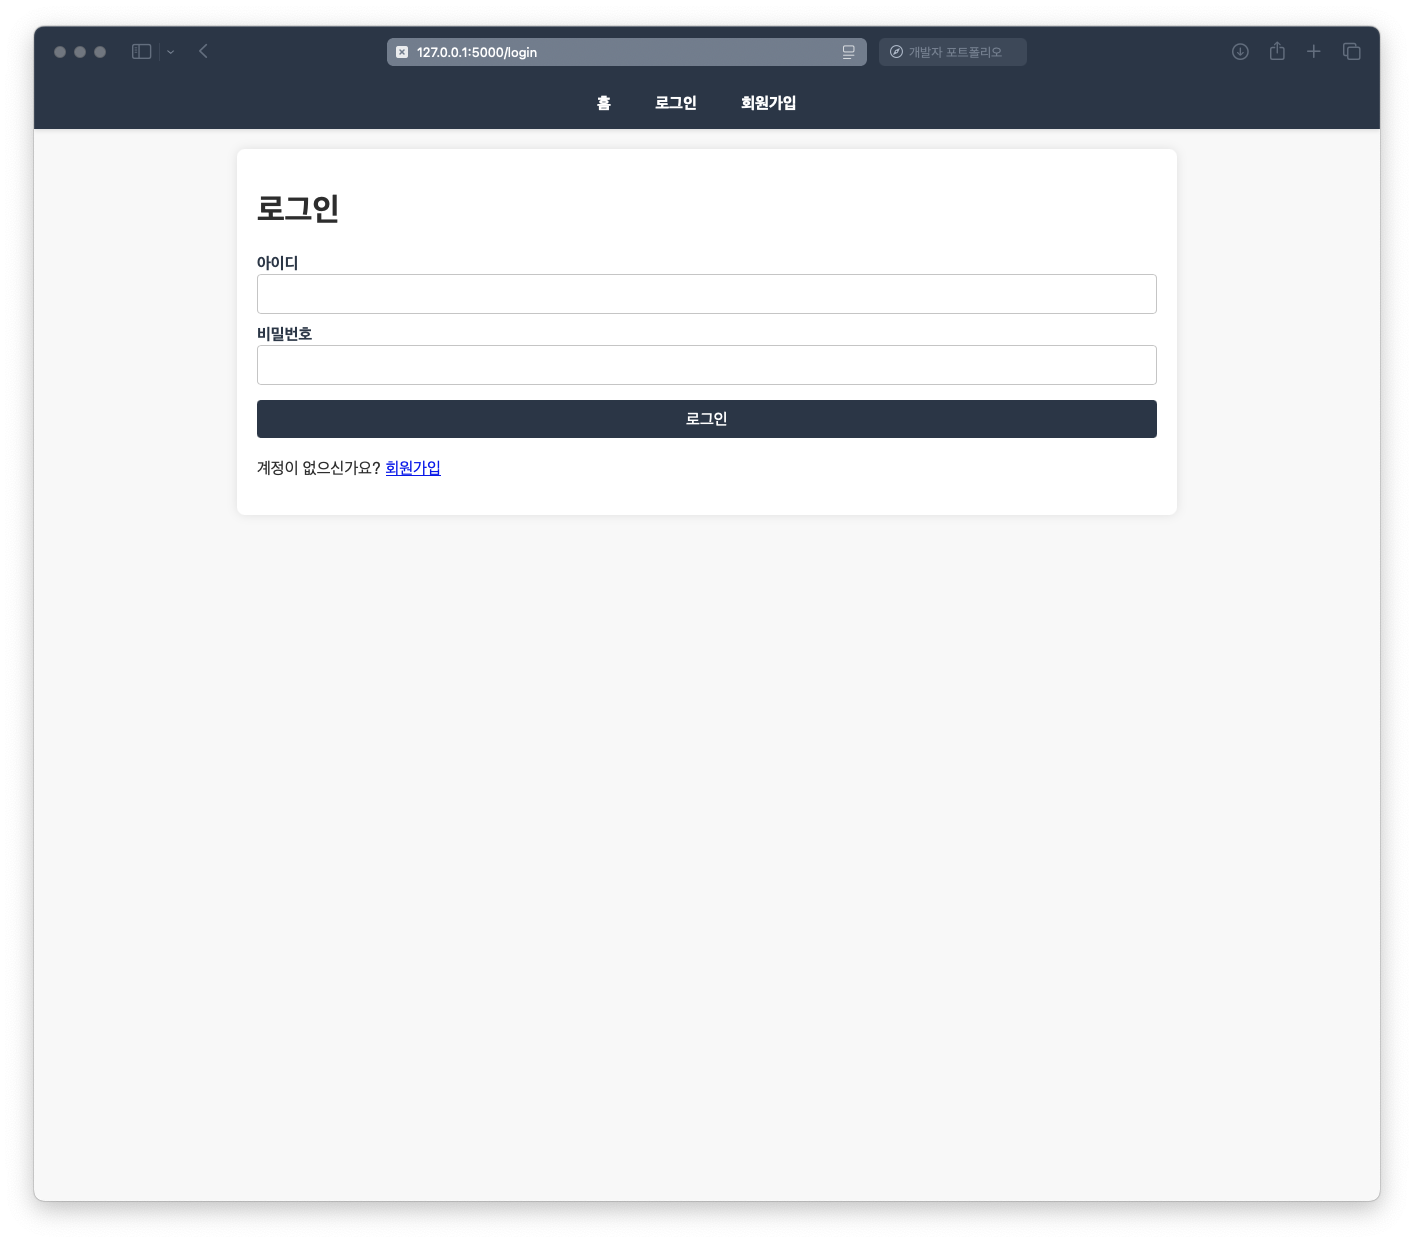 127.0.0.1:5000/login
개발자 포트폴리오
홈 로그인 회원가입
로그인
아이디
비밀번호
로그인
계정이 없으신가요? 회원가입